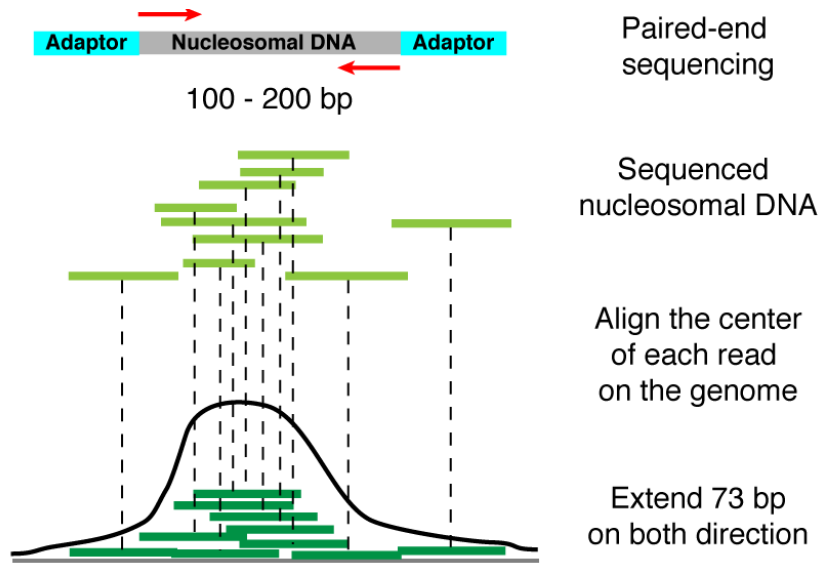 Adaptor Nucleosomal DNA Adaptor
100 - 200 bp
Paired-end
sequencing
Sequenced
nucleosomal DNA
Align the center
of each read
on the genome
Extend 73 bp
on both direction